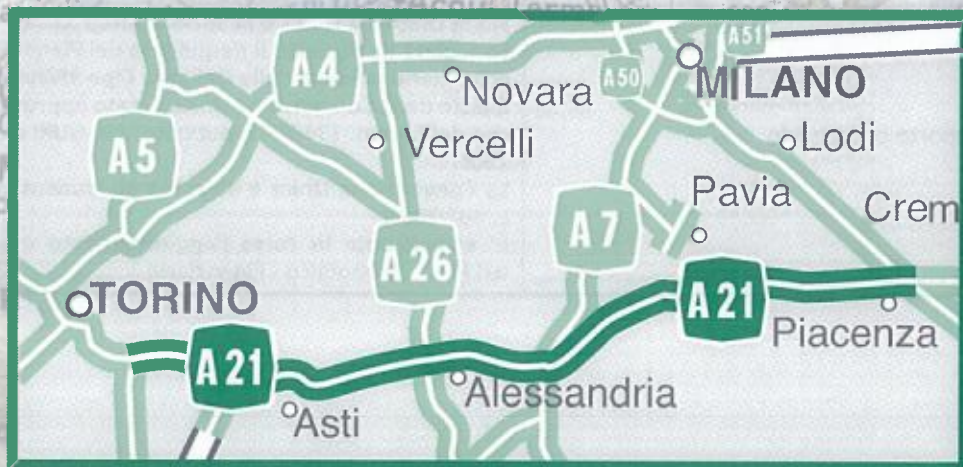 A4
A50
A51
Novara
MILANO
A5
Vercelli
Lodi
Pavia
Crem
A7
A26
TORINO
A21
Piacenza
A21
Alessandria
Asti